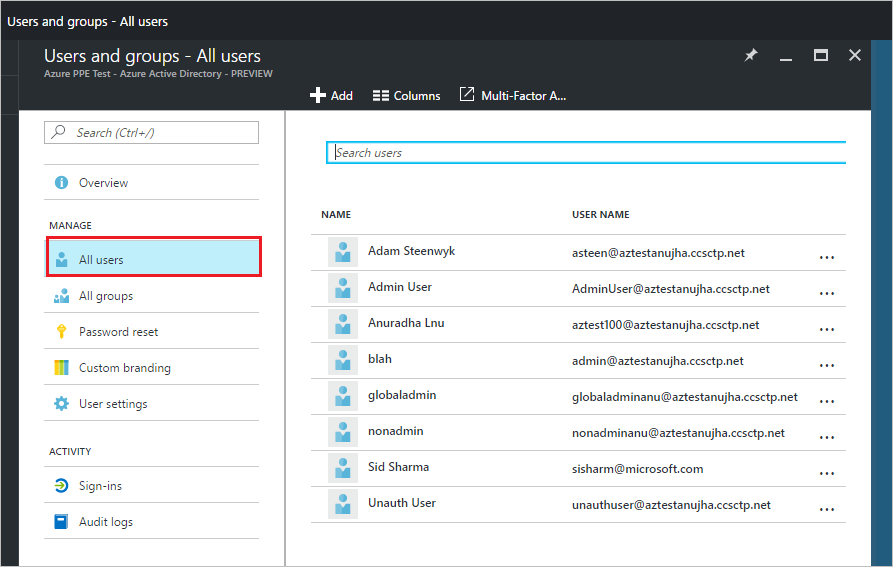 Users and groups - All users
Users and groups - All users
Azure PPE Test - Azure Active Directory - PREVIEW
Add Columns Multi-Factor A...
Search (Ctrl+/)
Overview
MANAGE
All users
All groups
Password reset
Custom branding
User settings
ACTIVITY
Sign-ins
Audit logs
Search users
NAME USER NAME
Adam Steenwyk asteen@aztestanujha.ccsctp.net ...
Admin User AdminUser@aztestanujha.ccsctp.net ...
Anuradha Lnu aztest100@aztestanujha.ccsctp.net ...
blah admin@aztestanujha.ccsctp.net ...
globaladmin globaladminanu@aztestanujha.ccsctp.net ...
nonadmin nonadminanu@aztestanujha.ccsctp.net ...
Sid Sharma sisharm@microsoft.com ...
Unauth User unauthuser@aztestanujha.ccsctp.net ...